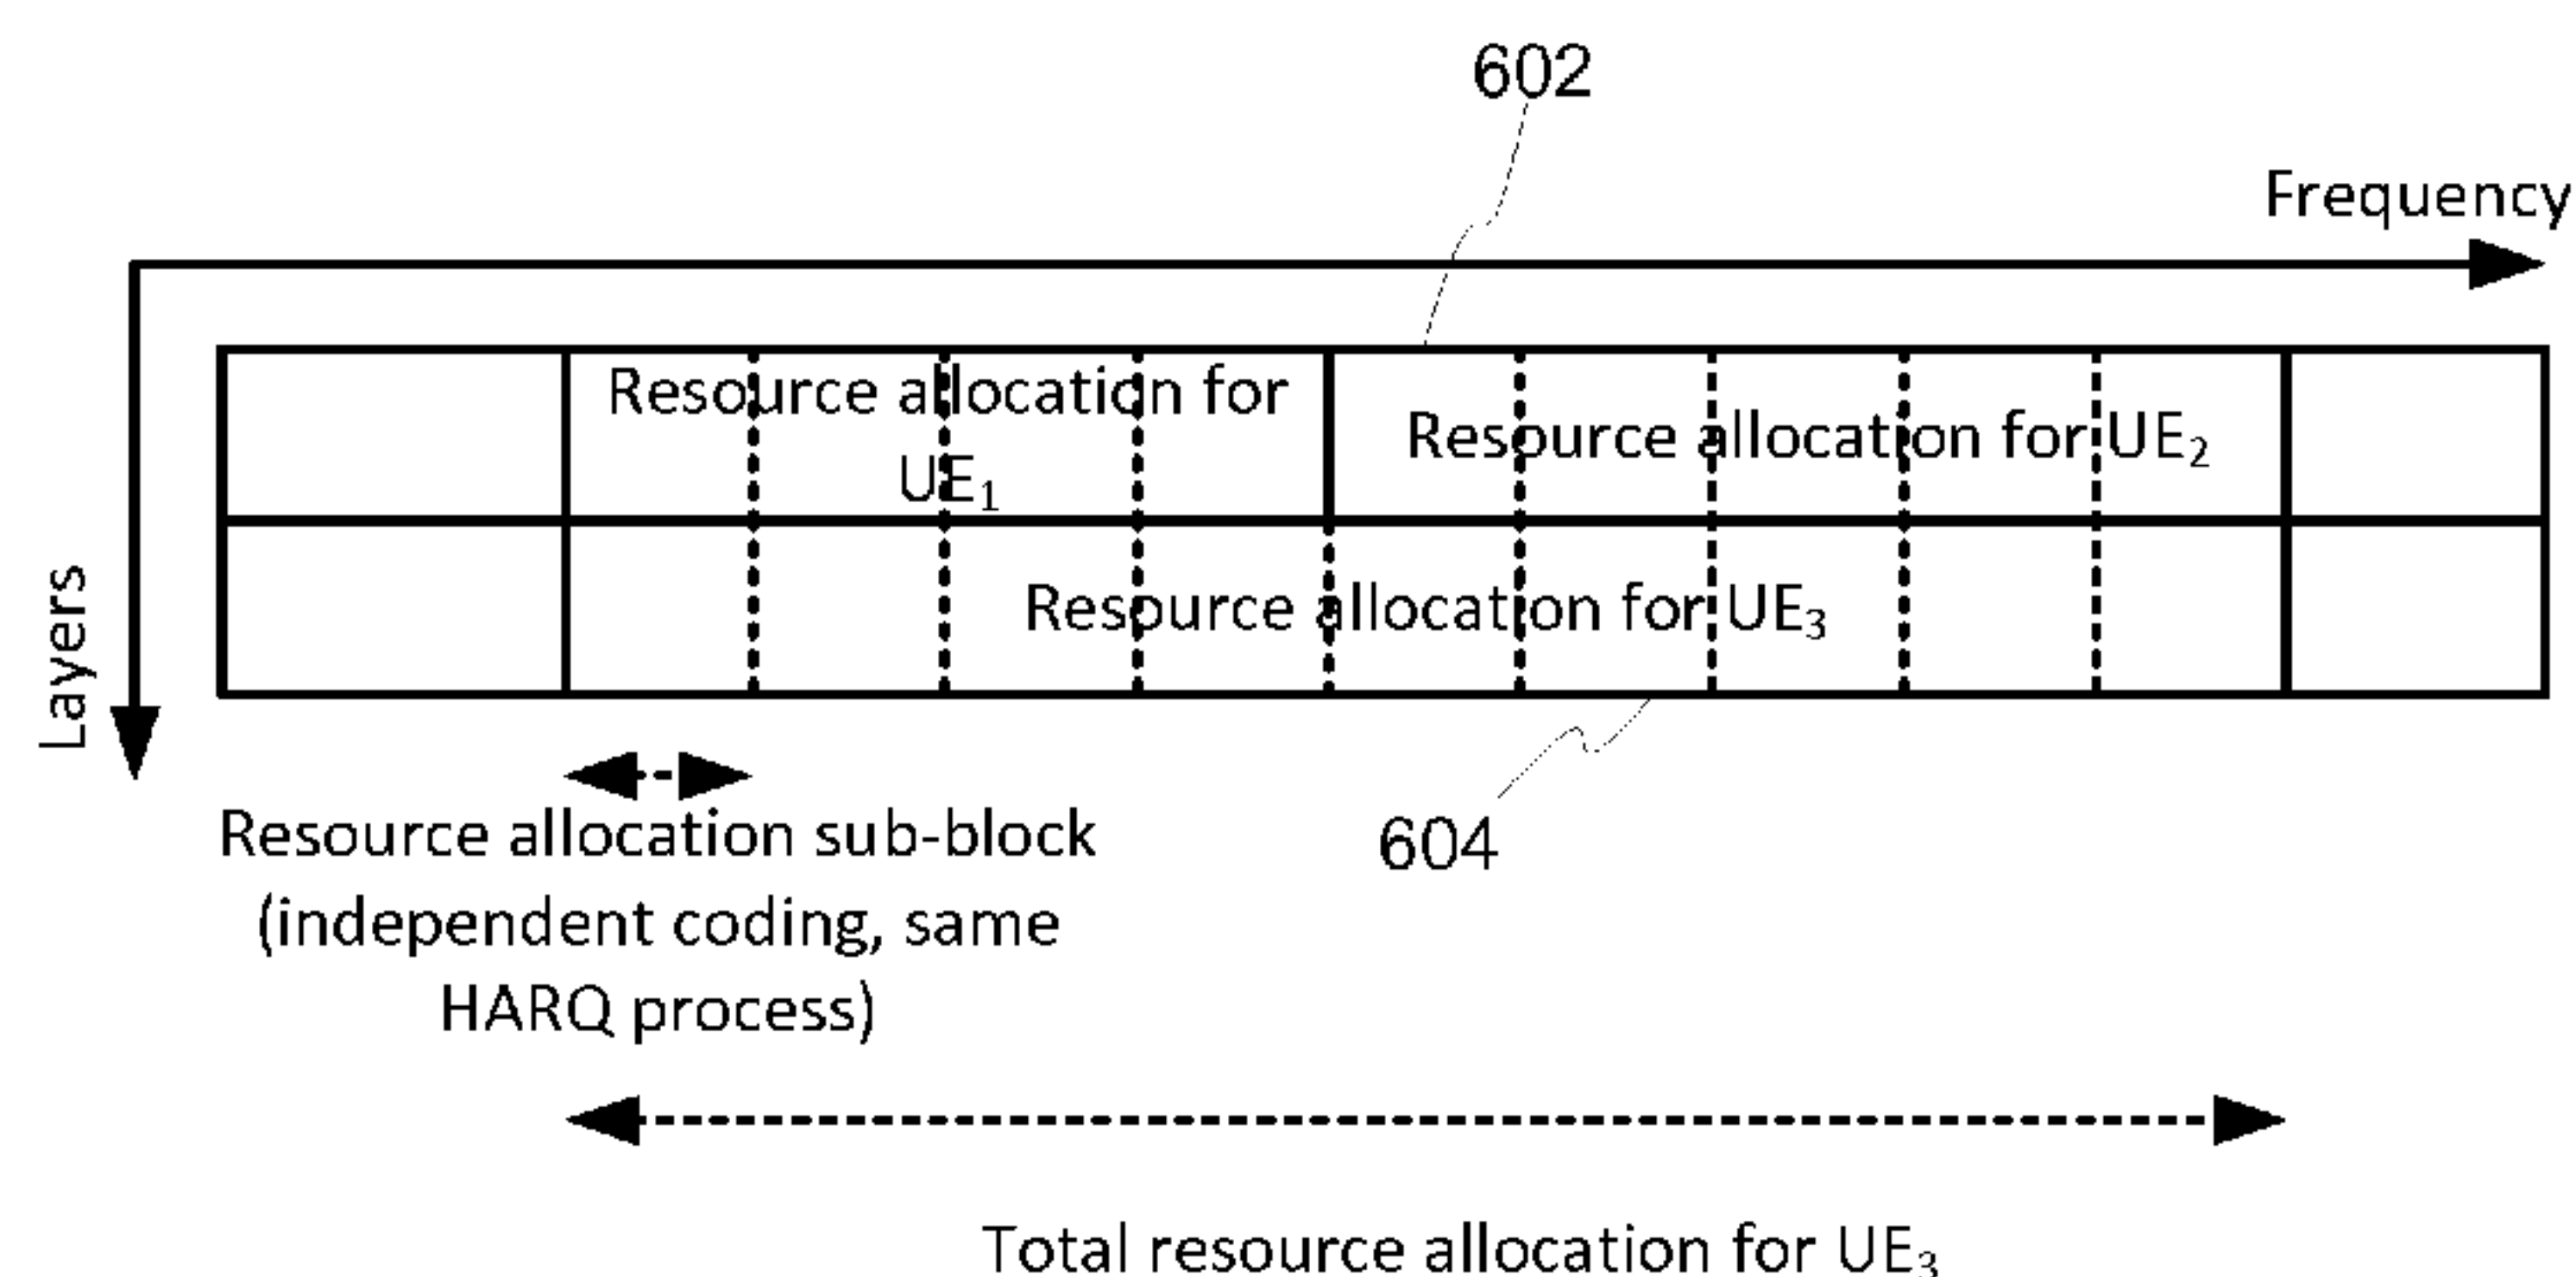 602
Frequency
Resource allocation for
UE₁
Resource allocation for UE₂
Layers
Resource allocation for UE₃
Resource allocation sub-block
(independent coding, same
HARQ process)
604
Total resource allocation for UE₃